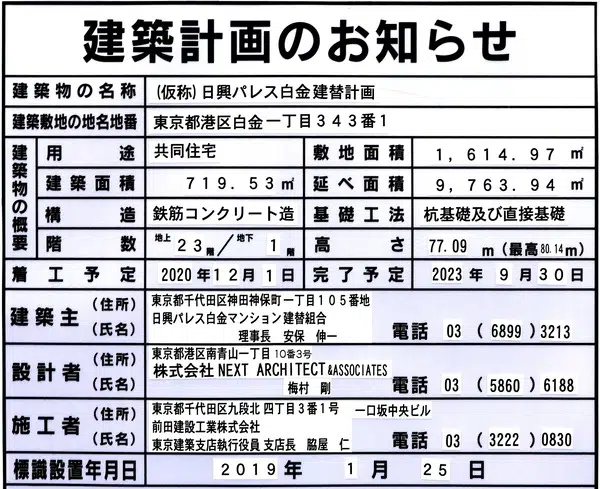 建築計画のお知らせ
建築物の名称 (仮称)日興パレス白金建替計画
建築敷地の地名地番 東京都港区白金一丁目343番1
建築物の概要
用途 共同住宅 敷地面積 1,614.97㎡
建築面積 719.53㎡ 延べ面積 9,763.94㎡
構造 鉄筋コンクリート造 基礎工法 杭基礎及び直接基礎
階数 地上23階/地下1階 高さ 77.09m(最高80.14m)
着工予定 2020年12月1日 完了予定 2023年9月30日
建築主 (住所) 東京都千代田区神田神保町一丁目105番地
(氏名) 日興パレス白金マンション建替組合
理事長 安保 伸一 電話 03(6899)3213
設計者 (住所) 東京都港区南青山一丁目10番3号
(氏名) 株式会社NEXT ARCHITECT&ASSOCIATES
梅村 剛 電話 03(5860)6188
施工者 (住所) 東京都千代田区九段北四丁目3番1号 一口坂中央ビル
(氏名) 前田建設工業株式会社
東京建築支店執行役員支店長 脇屋 仁 電話 03(3222)0830
標識設置年月日 2019年1月25日